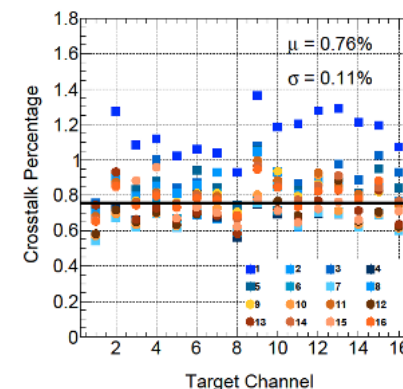 1.8
1.6
1.4
1.2
1
0.8
0.6
0.4
0.2
0
Crosstalk Percentage
μ = 0.76%
σ = 0.11%
1 2 3 4
5 6 7 8
9 10 11 12
13 14 15 16
2 4 6 8 10 12 14 16
Target Channel